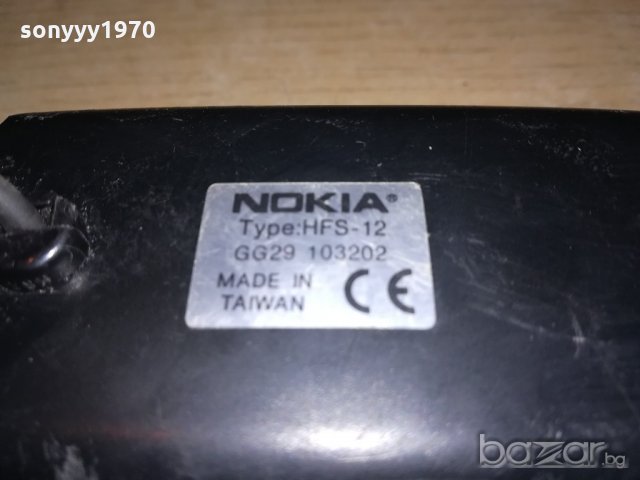 sonyyy1970
NOKIA®
Type:HFS-12
GG29 103202
MADE IN
TAIWAN
CE
bazar.bg